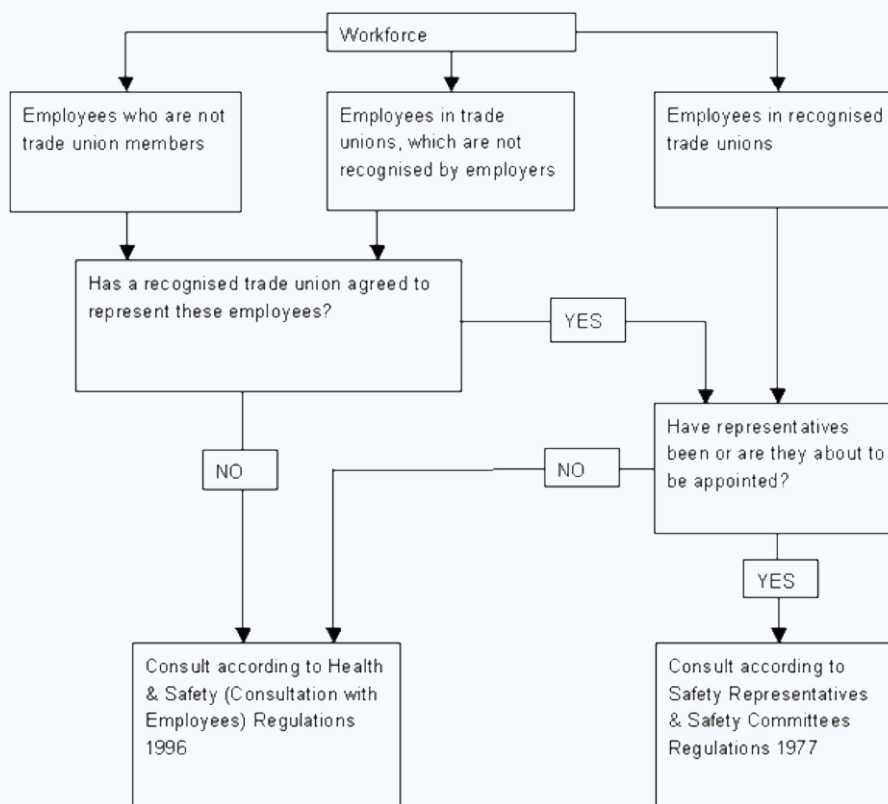 Workforce
Employees who are not
trade union members
Employees in trade
unions, which are not
recognised by employers
Employees in recognised
trade unions
Has a recognised trade union agreed to
represent these employees?
YES
Have representatives
been or are they about to
be appointed?
NO
NO
YES
Consult according to Health
& Safety (Consultation with
Employees) Regulations
1996
Consult according to
Safety Representatives
& Safety Committees
Regulations 1977